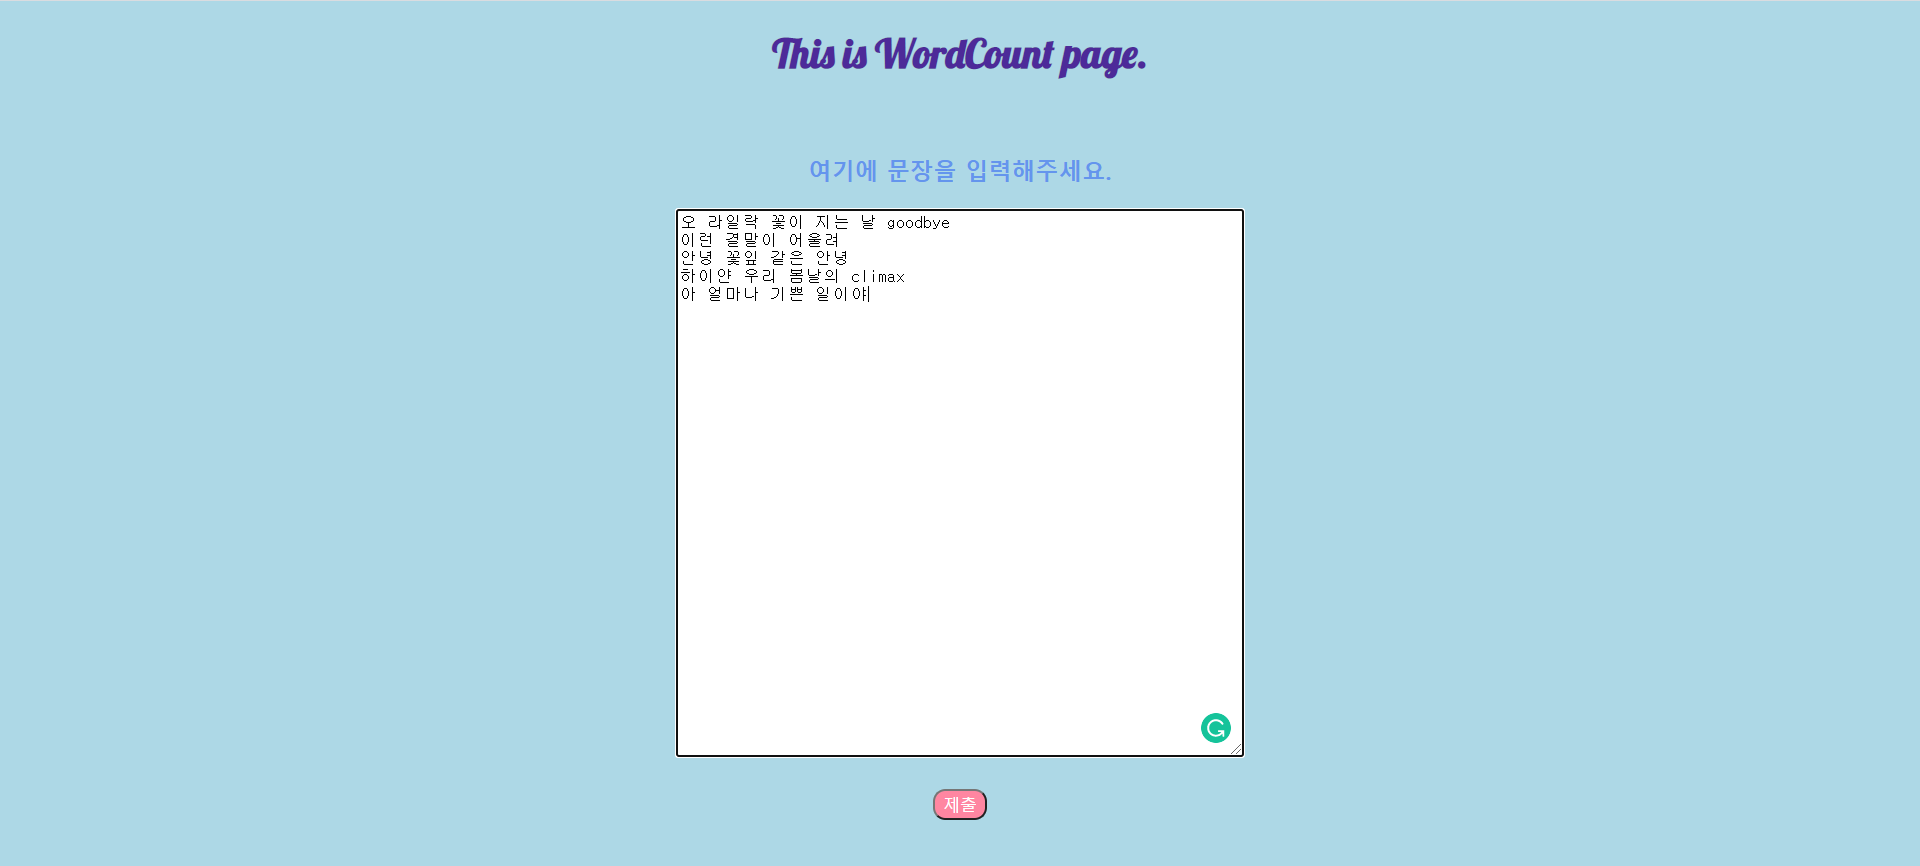 This is WordCount page.
여기에 문장을 입력해주세요.
오 라일락 꽃이 지는 날 goodbye
이런 결말이 어울려
안녕 꽃잎 같은 안녕
하이얀 우리 봄날의 climax
아 얼마나 기쁜 일이야
제출